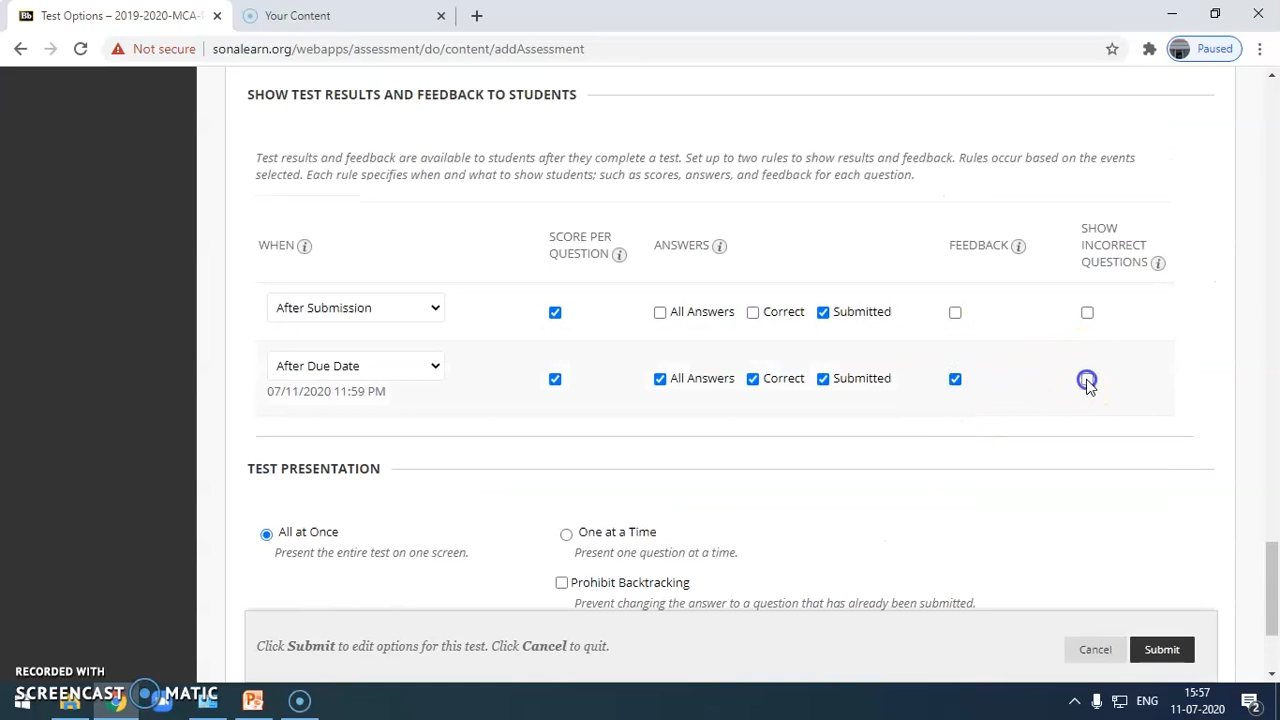 Bb Test Options – 2019-2020-MCA-
Your Content
Not secure
sonalearn.org/webapps/assessment/do/content/addAssessment
Paused
SHOW TEST RESULTS AND FEEDBACK TO STUDENTS
Test results and feedback are available to students after they complete a test. Set up to two rules to show results and feedback. Rules occur based on the events
selected. Each rule specifies when and what to show students; such as scores, answers, and feedback for each question.
WHEN
SCORE PER
QUESTION
ANSWERS
FEEDBACK
SHOW
INCORRECT
QUESTIONS
After Submission
All Answers
Correct
Submitted
After Due Date
All Answers
Correct
Submitted
07/11/2020 11:59 PM
TEST PRESENTATION
All at Once
Present the entire test on one screen.
One at a Time
Present one question at a time.
Prohibit Backtracking
Prevent changing the answer to a question that has already been submitted.
Click Submit to edit options for this test. Click Cancel to quit.
Cancel
Submit
RECORDED WITH
SCREENCAST MATIC
ENG
15:57
11-07-2020
2